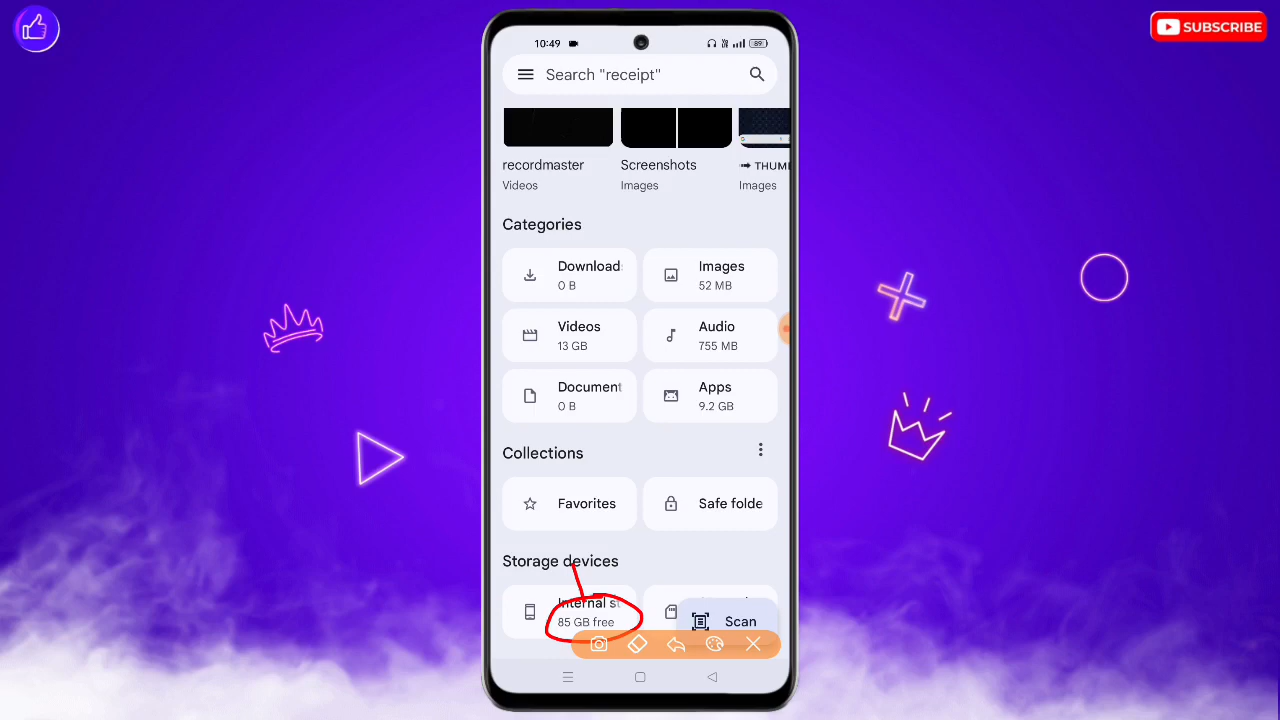 SUBSCRIBE
10:49
89
Search "receipt"
recordmaster
Videos
Screenshots
Images
THUM
Images
Categories
Download
0 B
Images
52 MB
Videos
13 GB
Audio
755 MB
Document
0 B
Apps
9.2 GB
Collections
Favorites
Safe folde
Storage devices
Internal s
85 GB free
Scan